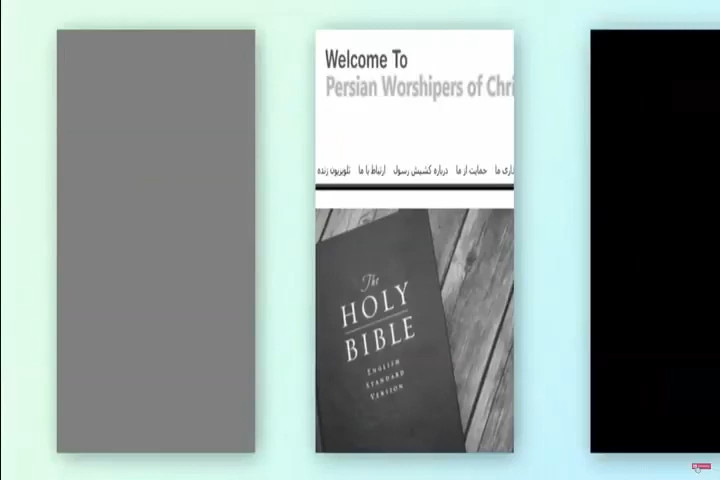 Welcome To
Persian Worshipers of Chri
تلویزیون زنده ارتباط با ما درباره کشیش رسول حمایت از ما
The
HOLY
BIBLE
ENGLISH
STANDARD
VERSION